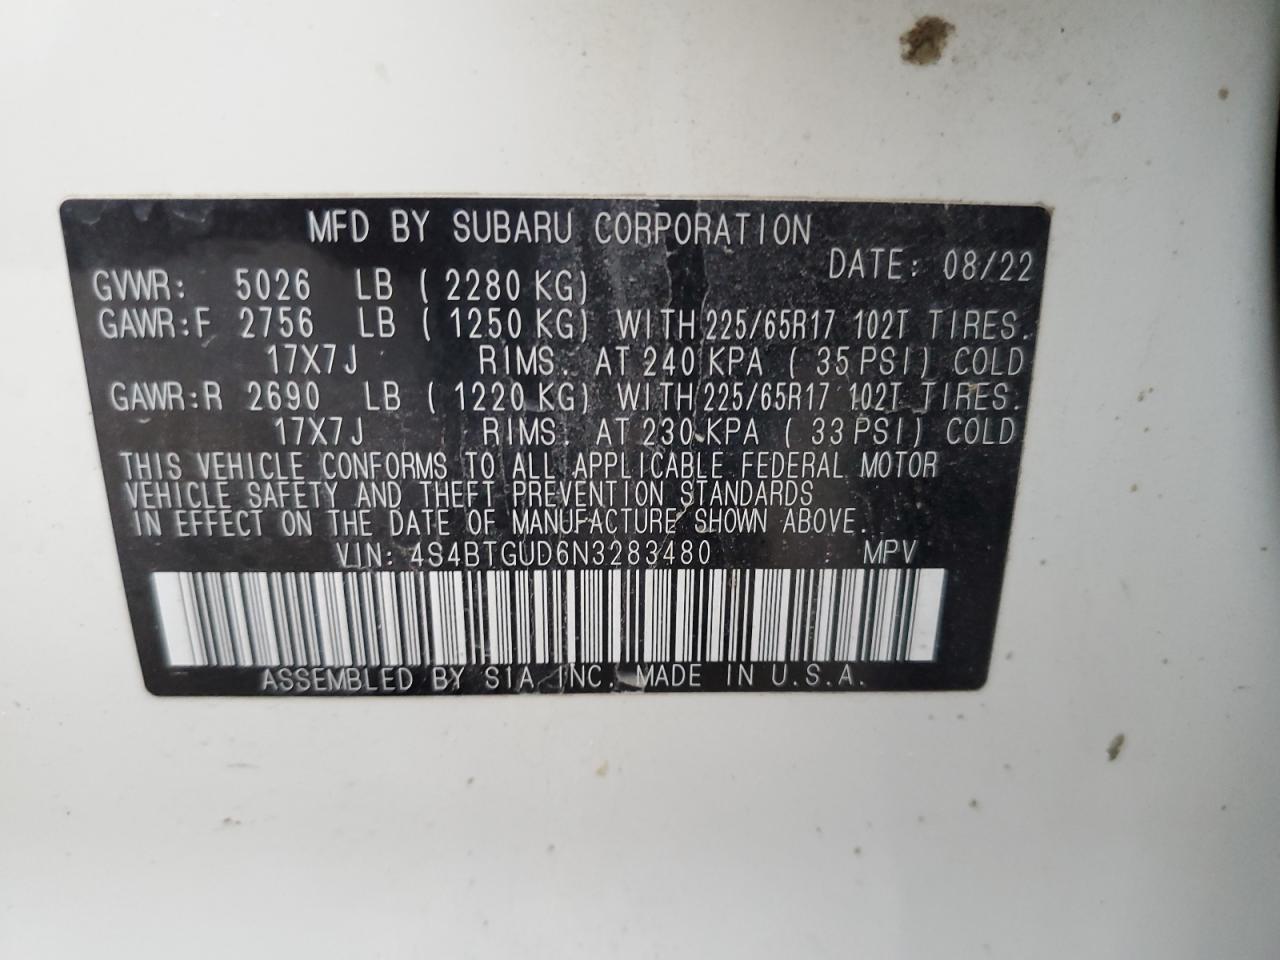 MFD BY SUBARU CORPORATION
DATE: 08/22
GVWR: 5026 LB ( 2280 KG)
GAWR:F 2756 LB ( 1250 KG) WITH 225/65R17 102T TIRES.
17X7J RIMS. AT 240 KPA ( 35 PSI) COLD
GAWR:R 2690 LB ( 1220 KG) WITH 225/65R17 102T TIRES.
17X7J RIMS. AT 230 KPA ( 33 PSI) COLD
THIS VEHICLE CONFORMS TO ALL APPLICABLE FEDERAL MOTOR
VEHICLE SAFETY AND THEFT PREVENTION STANDARDS
IN EFFECT ON THE DATE OF MANUFACTURE SHOWN ABOVE.
VIN: 4S4BTGUD6N3283480 : MPV
ASSEMBLED BY SIA, INC. MADE IN U.S.A.